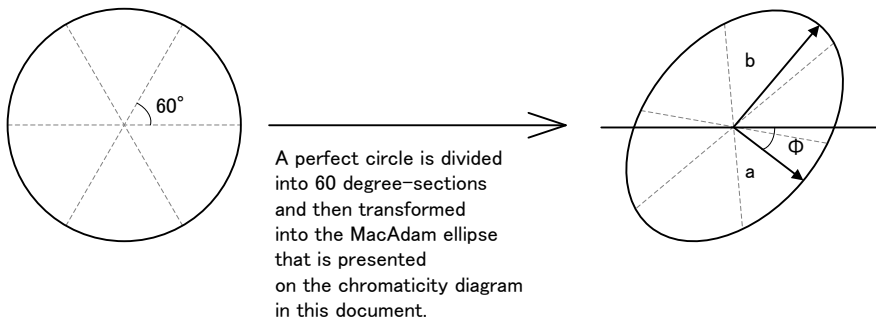 60°
A perfect circle is divided
into 60 degree-sections
and then transformed
into the MacAdam ellipse
that is presented
on the chromaticity diagram
in this document.
b
Φ
a